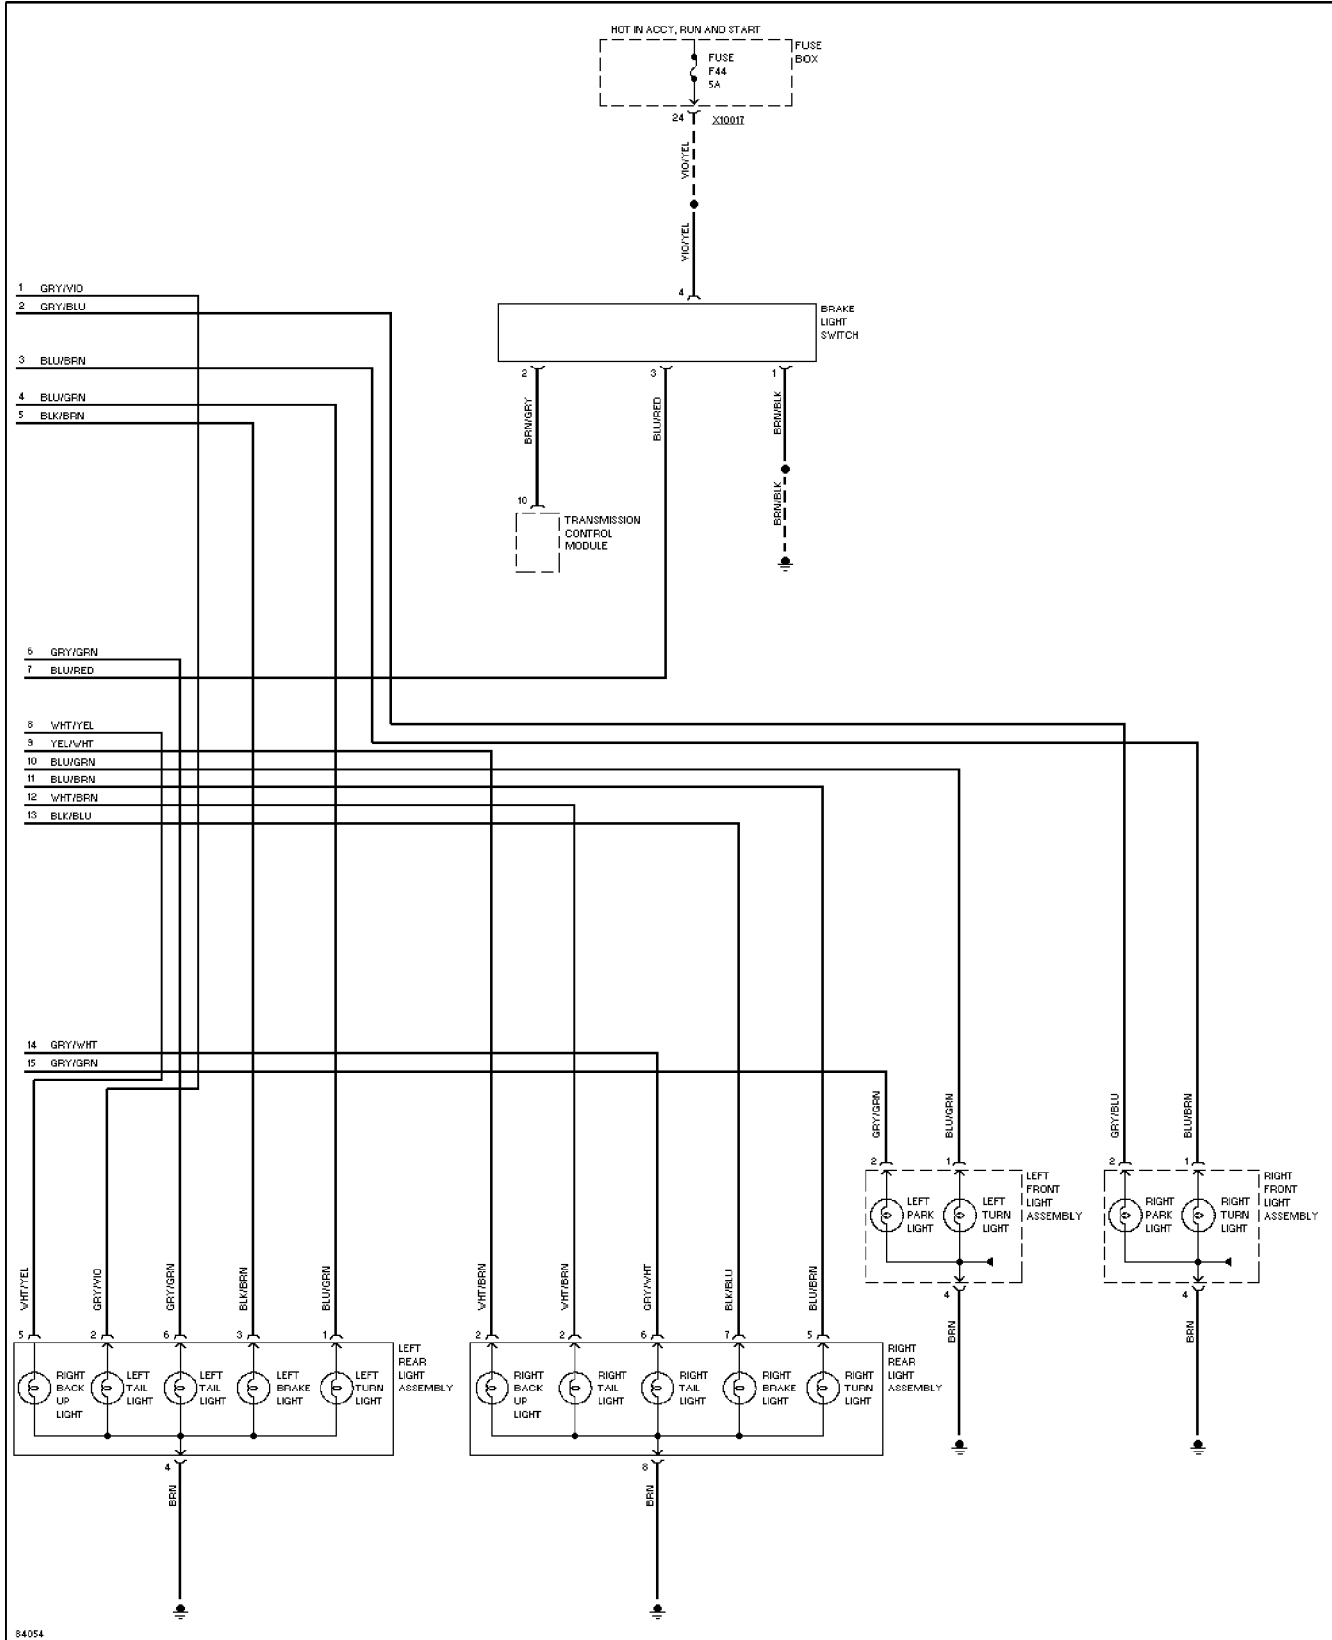 HOT IN ACCY, RUN AND START
FUSE
BOX
FUSE
F44
5A
24 X10017
VIO/YEL
VIO/YEL
4
BRAKE
LIGHT
SWITCH
2 3 1
BRN/GRY
BLU/RED
BRN/BLK
BRN/BLK
10
TRANSMISSION
CONTROL
MODULE
1 GRY/VIO
2 GRY/BLU
3 BLU/BRN
4 BLU/GRN
5 BLK/BRN
6 GRY/GRN
7 BLU/RED
8 WHT/YEL
9 YEL/WHT
10 BLU/GRN
11 BLU/BRN
12 WHT/BRN
13 BLK/BLU
14 GRY/WHT
15 GRY/GRN
GRY/GRN
BLU/GRN
GRY/BLU
BLU/BRN
2 1
LEFT
FRONT
LIGHT
ASSEMBLY
LEFT
PARK
LIGHT
LEFT
TURN
LIGHT
4
BRN
2 1
RIGHT
FRONT
LIGHT
ASSEMBLY
RIGHT
PARK
LIGHT
RIGHT
TURN
LIGHT
4
BRN
WHT/YEL
GRY/VIO
GRY/GRN
BLK/BRN
BLU/GRN
5 2 6 3 1
LEFT
REAR
LIGHT
ASSEMBLY
RIGHT
BACK
UP
LIGHT
LEFT
TAIL
LIGHT
LEFT
TAIL
LIGHT
LEFT
BRAKE
LIGHT
LEFT
TURN
LIGHT
4
BRN
WHT/BRN
WHT/BRN
GRY/WHT
BLK/BLU
BLU/BRN
2 2 6 7 5
RIGHT
REAR
LIGHT
ASSEMBLY
RIGHT
BACK
UP
LIGHT
RIGHT
TAIL
LIGHT
RIGHT
TAIL
LIGHT
RIGHT
BRAKE
LIGHT
RIGHT
TURN
LIGHT
8
BRN
84054